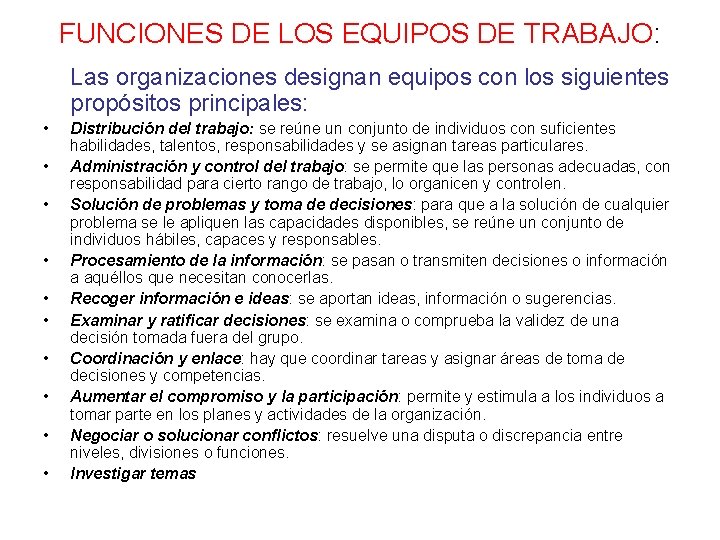 FUNCIONES DE LOS EQUIPOS DE TRABAJO:
Las organizaciones designan equipos con los siguientes
propósitos principales:
• Distribución del trabajo: se reúne un conjunto de individuos con suficientes
habilidades, talentos, responsabilidades y se asignan tareas particulares.
• Administración y control del trabajo: se permite que las personas adecuadas, con
responsabilidad para cierto rango de trabajo, lo organicen y controlen.
• Solución de problemas y toma de decisiones: para que a la solución de cualquier
problema se le apliquen las capacidades disponibles, se reúne un conjunto de
individuos hábiles, capaces y responsables.
• Procesamiento de la información: se pasan o transmiten decisiones o información
a aquéllos que necesitan conocerlas.
• Recoger información e ideas: se aportan ideas, información o sugerencias.
• Examinar y ratificar decisiones: se examina o comprueba la validez de una
decisión tomada fuera del grupo.
• Coordinación y enlace: hay que coordinar tareas y asignar áreas de toma de
decisiones y competencias.
• Aumentar el compromiso y la participación: permite y estimula a los individuos a
tomar parte en los planes y actividades de la organización.
• Negociar o solucionar conflictos: resuelve una disputa o discrepancia entre
niveles, divisiones o funciones.
• Investigar temas